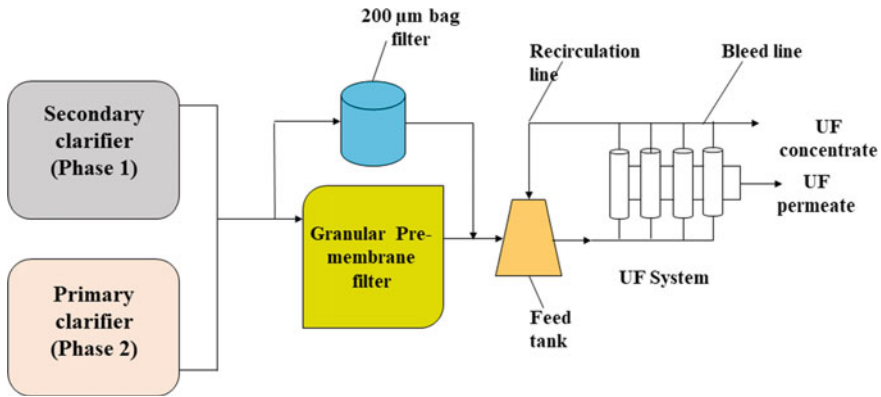 200 µm bag
filter
Recirculation
line
Bleed line
Secondary
clarifier
(Phase 1)
UF
concentrate
UF
permeate
Granular Pre-
membrane
filter
Primary
clarifier
(Phase 2)
UF System
Feed
tank